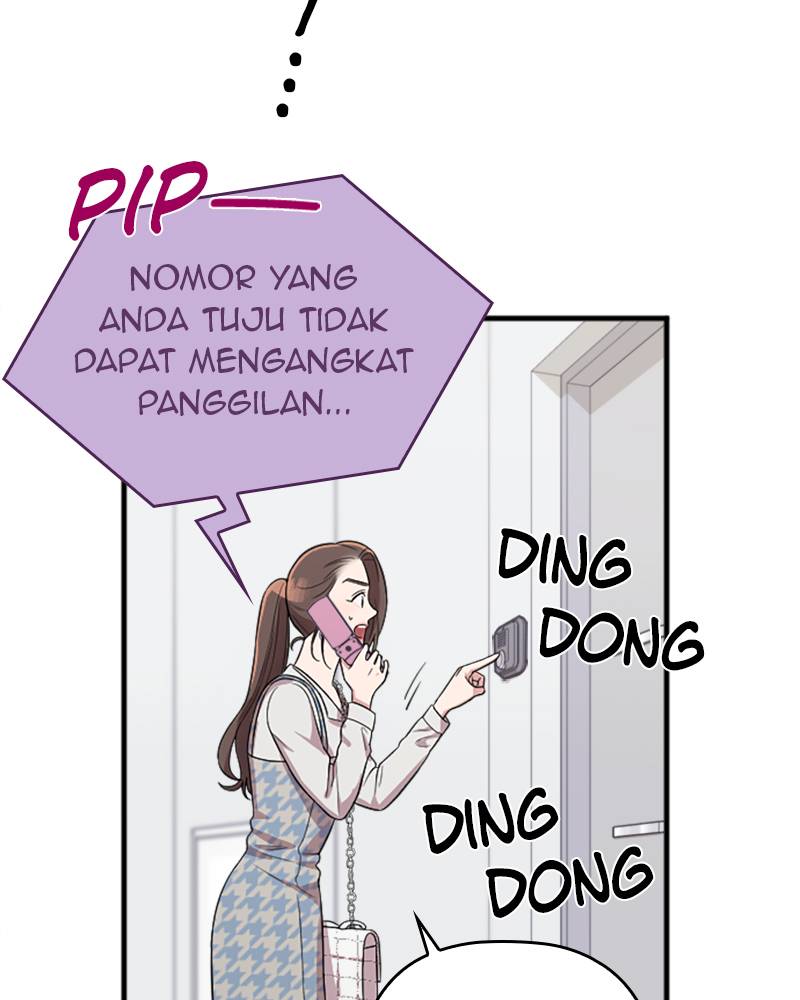 PIP—
NOMOR YANG
ANDA TUJU TIDAK
DAPAT MENGANGKAT
PANGGILAN...
DING
DONG
DING
DONG